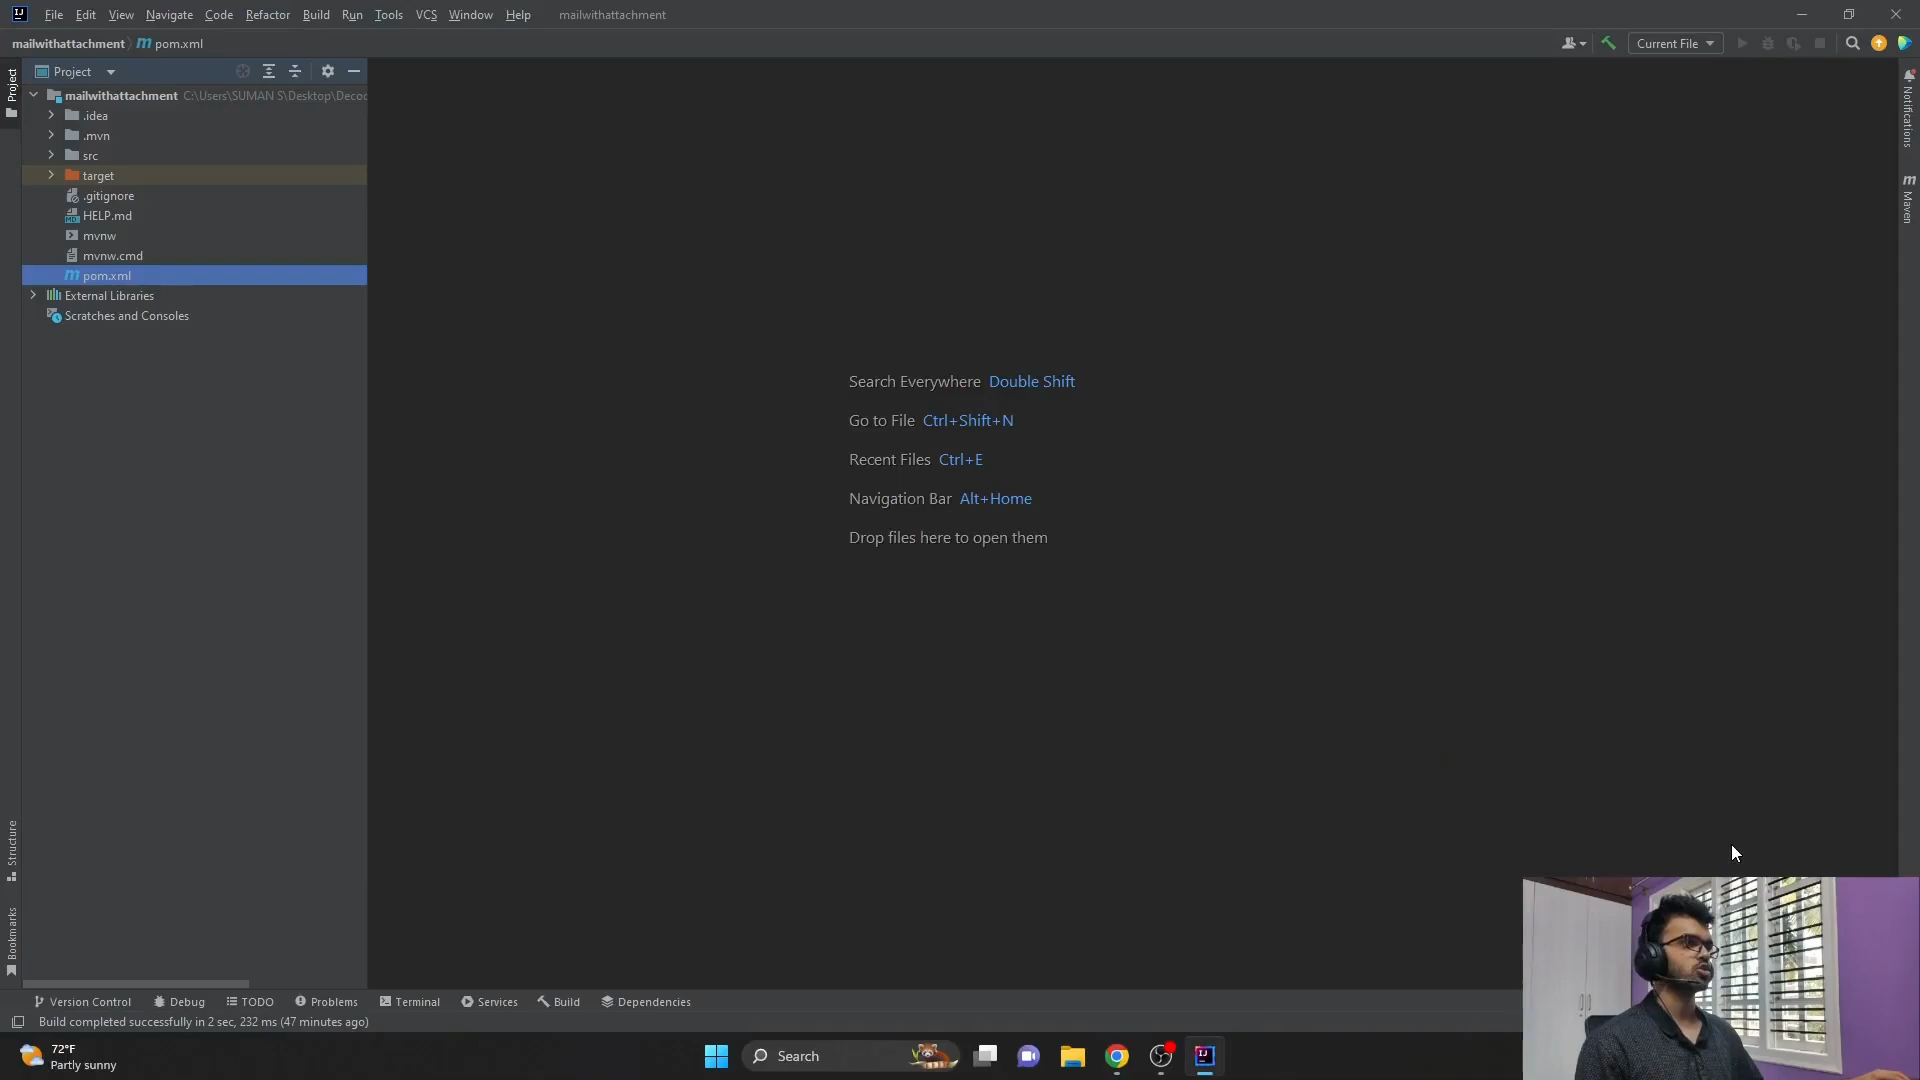 File Edit View Navigate Code Refactor Build Run Tools VCS Window Help mailwithattachment
mailwithattachment pom.xml
Current File
Project
Project
mailwithattachment C:\Users\SUMAN S\Desktop\Decod
.idea
.mvn
src
target
.gitignore
HELP.md
mvnw
mvnw.cmd
pom.xml
External Libraries
Scratches and Consoles
Search Everywhere Double Shift
Go to File Ctrl+Shift+N
Recent Files Ctrl+E
Navigation Bar Alt+Home
Drop files here to open them
Notifications
Maven
Structure
Bookmarks
Version Control Debug TODO Problems Terminal Services Build Dependencies
Build completed successfully in 2 sec, 232 ms (47 minutes ago)
72°F
Partly sunny
Search